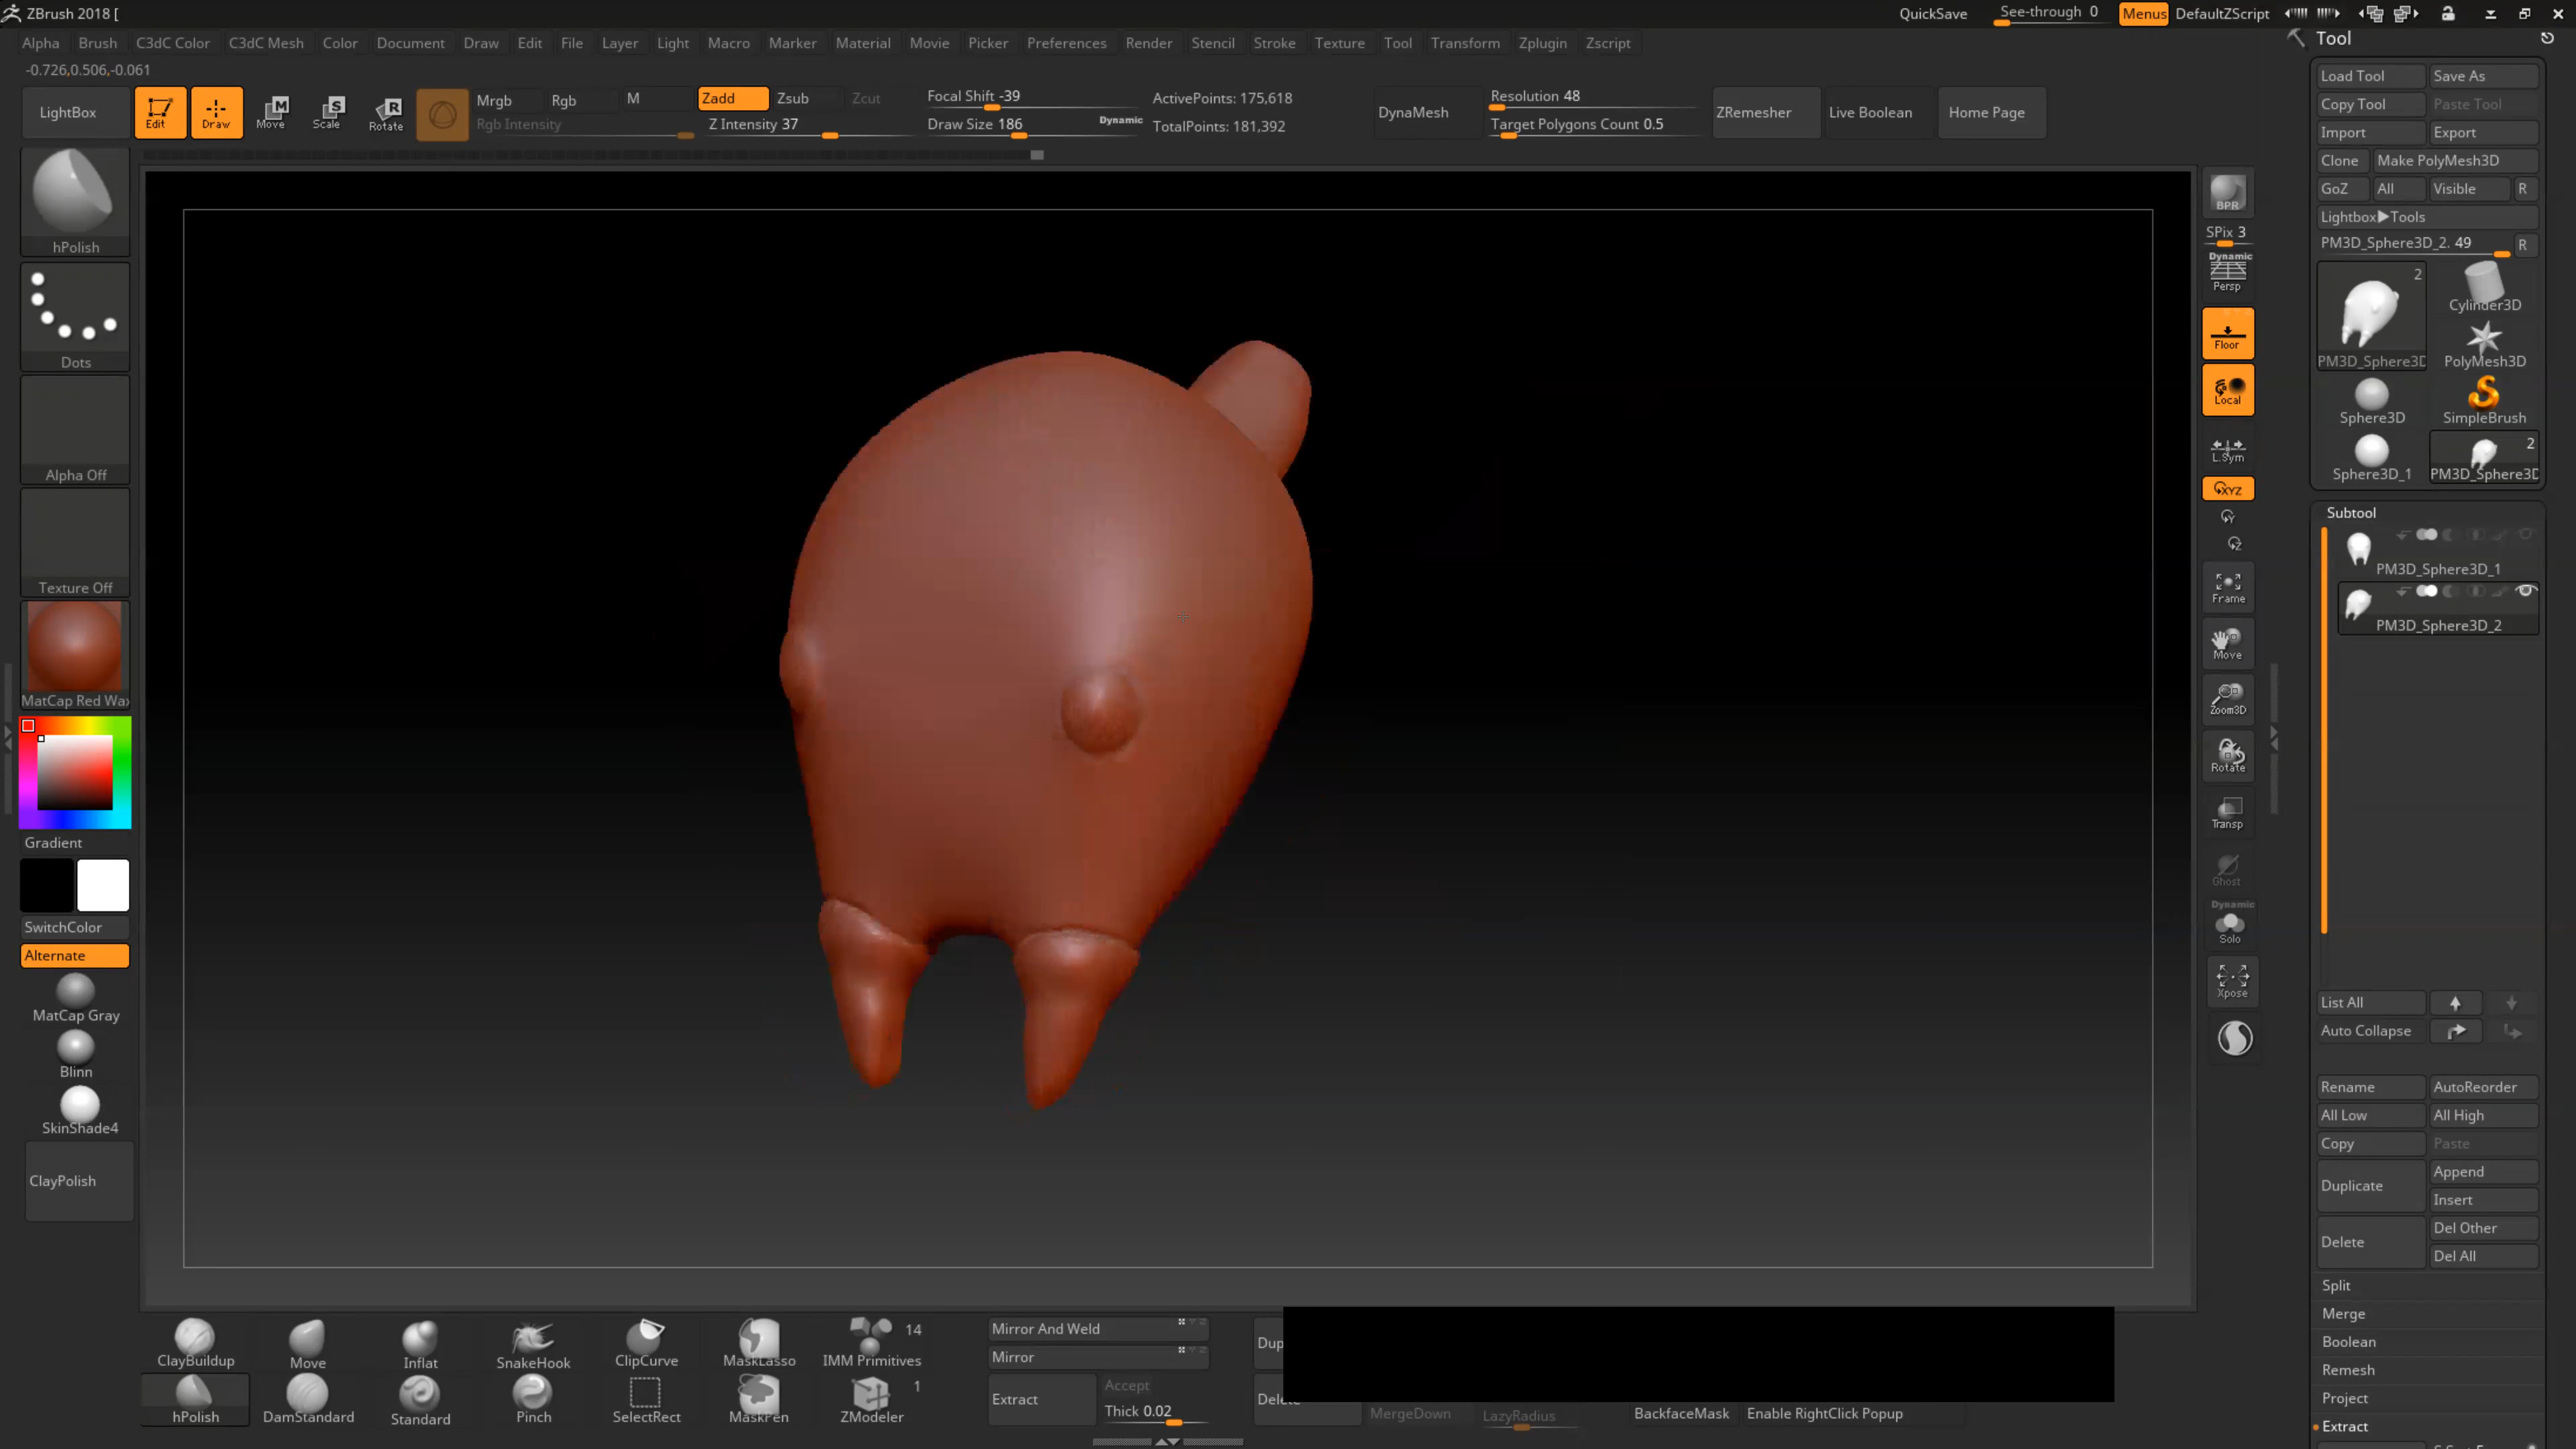 ZBrush 2018 [
QuickSave
See-through 0
Menus
DefaultZScript
Alpha Brush C3dC Color C3dC Mesh Color Document Draw Edit File Layer Light Macro Marker Material Movie Picker Preferences Render Stencil Stroke Texture Tool Transform Zplugin Zscript
-0.726,0.506,-0.061
LightBox
Edit
Draw
Move
Scale
Rotate
Mrgb Rgb M
Rgb Intensity
Zadd Zsub Zcut
Z Intensity 37
Focal Shift -39
Draw Size 186
Dynamic
ActivePoints: 175,618
TotalPoints: 181,392
DynaMesh
Resolution 48
Target Polygons Count 0.5
ZRemesher
Live Boolean
Home Page
hPolish
Dots
Alpha Off
Texture Off
MatCap Red Wax
Gradient
SwitchColor
Alternate
MatCap Gray
Blinn
SkinShade4
ClayPolish
BPR
SPix 3
Dynamic
Persp
Floor
Local
L.Sym
XYZ
Y
Z
Frame
Move
Zoom3D
Rotate
Transp
Ghost
Dynamic
Solo
Xpose
Tool
Load Tool
Save As
Copy Tool
Paste Tool
Import
Export
Clone
Make PolyMesh3D
GoZ
All
Visible
R
Lightbox▶Tools
PM3D_Sphere3D_2. 49
R
2
PM3D_Sphere3D
Cylinder3D
PolyMesh3D
Sphere3D
SimpleBrush
Sphere3D_1
2
PM3D_Sphere3D
Subtool
PM3D_Sphere3D_1
PM3D_Sphere3D_2
List All
Auto Collapse
Rename
AutoReorder
All Low
All High
Copy
Paste
Duplicate
Append
Insert
Delete
Del Other
Del All
Split
Merge
Boolean
Remesh
Project
Extract
ClayBuildup
Move
Inflat
SnakeHook
ClipCurve
MaskLasso
14
IMM Primitives
hPolish
DamStandard
Standard
Pinch
SelectRect
MaskPen
1
ZModeler
Mirror And Weld
Mirror
Extract
Accept
Thick 0.02
Dup
Dele
MergeDown
LazyRadius
BackfaceMask
Enable RightClick Popup